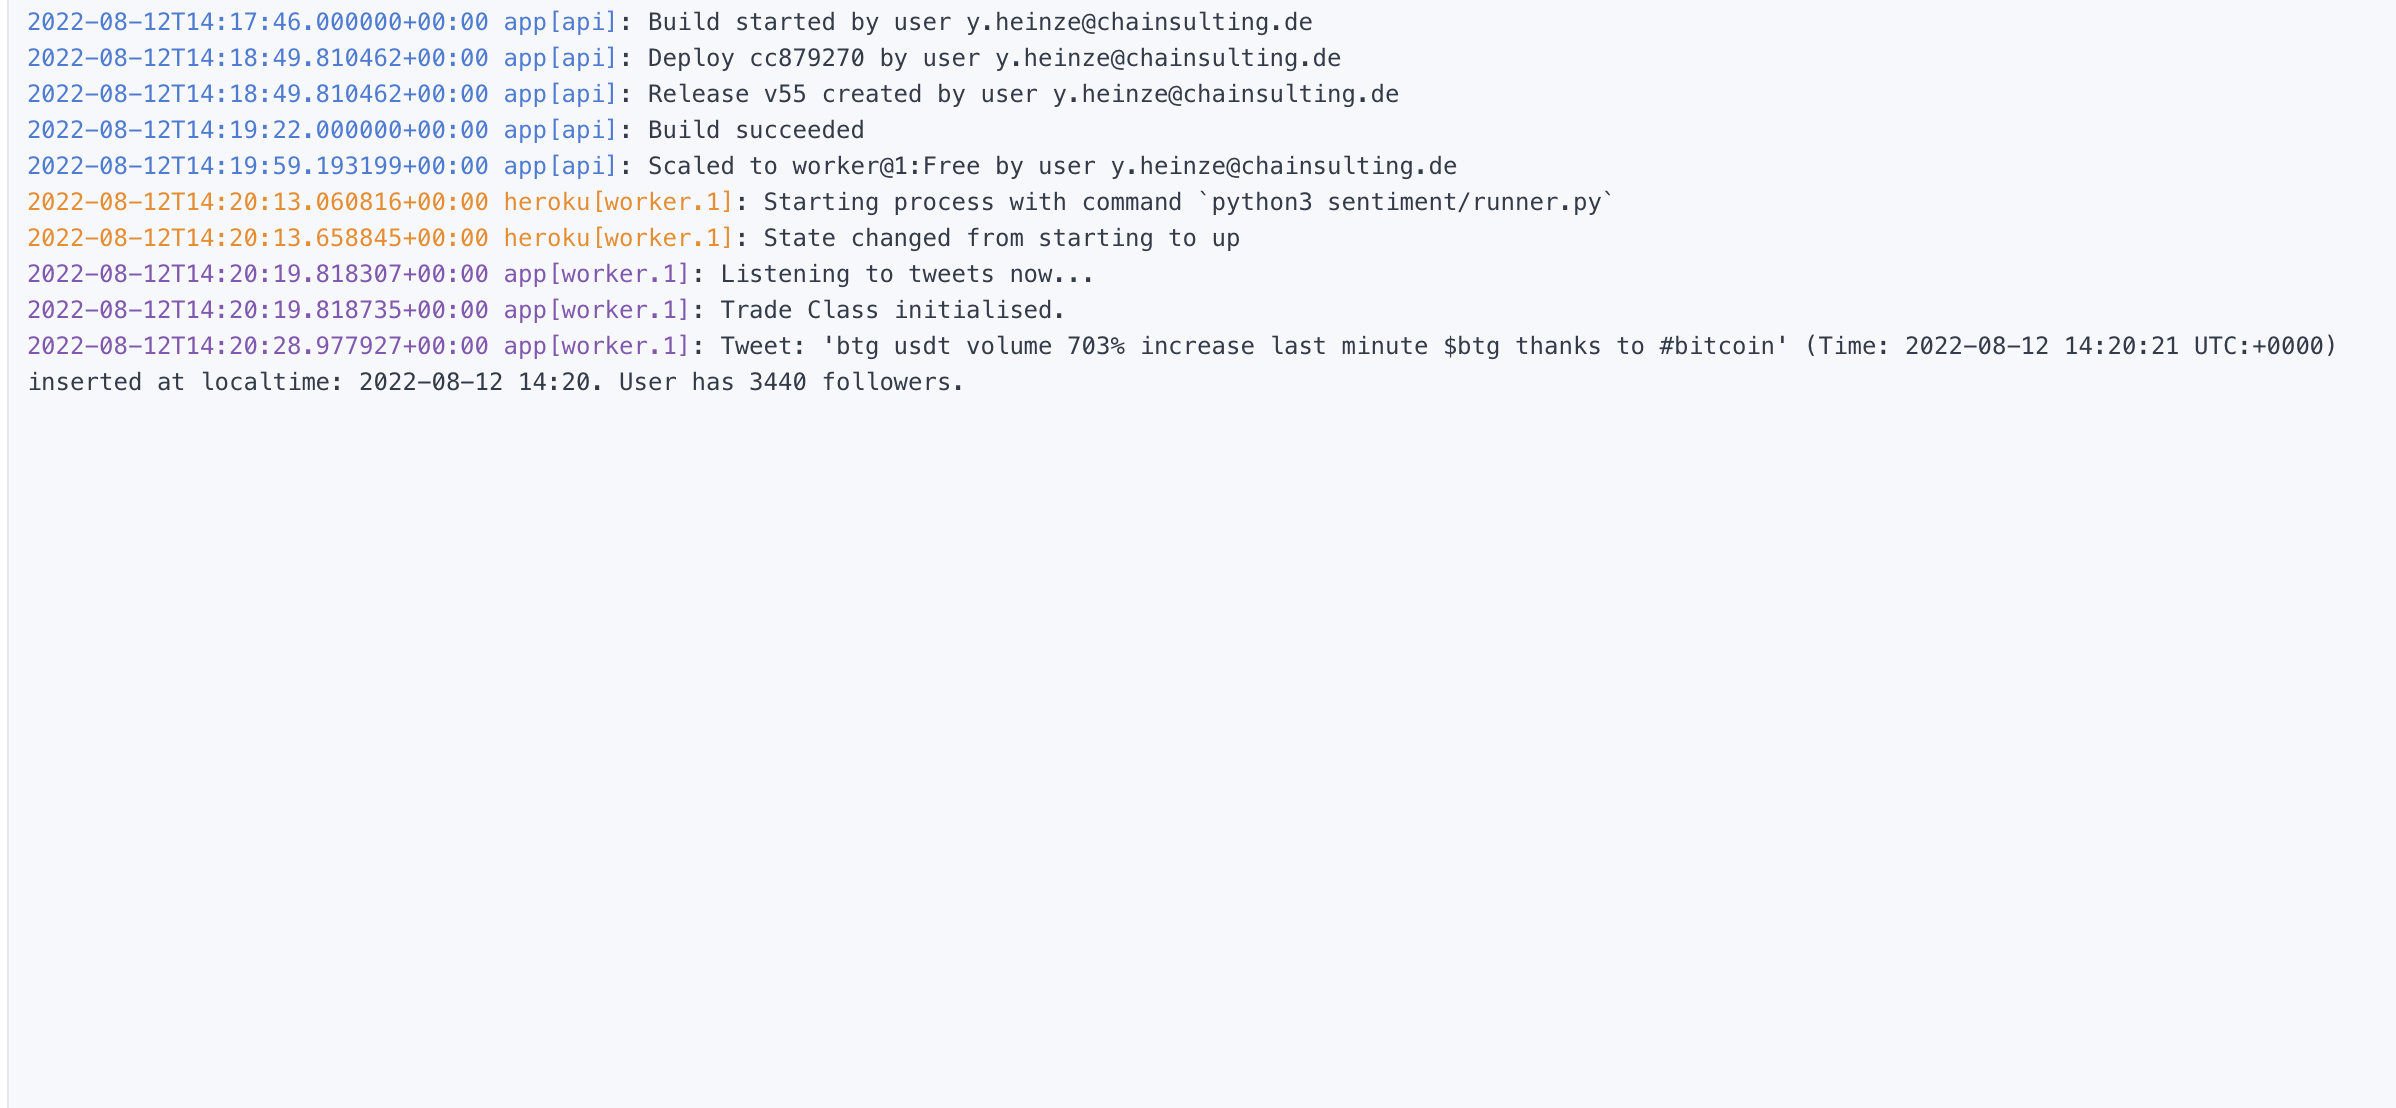 2022-08-12T14:17:46.000000+00:00 app[api]: Build started by user y.heinze@chainsulting.de
2022-08-12T14:18:49.810462+00:00 app[api]: Deploy cc879270 by user y.heinze@chainsulting.de
2022-08-12T14:18:49.810462+00:00 app[api]: Release v55 created by user y.heinze@chainsulting.de
2022-08-12T14:19:22.000000+00:00 app[api]: Build succeeded
2022-08-12T14:19:59.193199+00:00 app[api]: Scaled to worker@1:Free by user y.heinze@chainsulting.de
2022-08-12T14:20:13.060816+00:00 heroku[worker.1]: Starting process with command `python3 sentiment/runner.py`
2022-08-12T14:20:13.658845+00:00 heroku[worker.1]: State changed from starting to up
2022-08-12T14:20:19.818307+00:00 app[worker.1]: Listening to tweets now...
2022-08-12T14:20:19.818735+00:00 app[worker.1]: Trade Class initialised.
2022-08-12T14:20:28.977927+00:00 app[worker.1]: Tweet: 'btg usdt volume 703% increase last minute $btg thanks to #bitcoin' (Time: 2022-08-12 14:20:21 UTC:+0000)
inserted at localtime: 2022-08-12 14:20. User has 3440 followers.